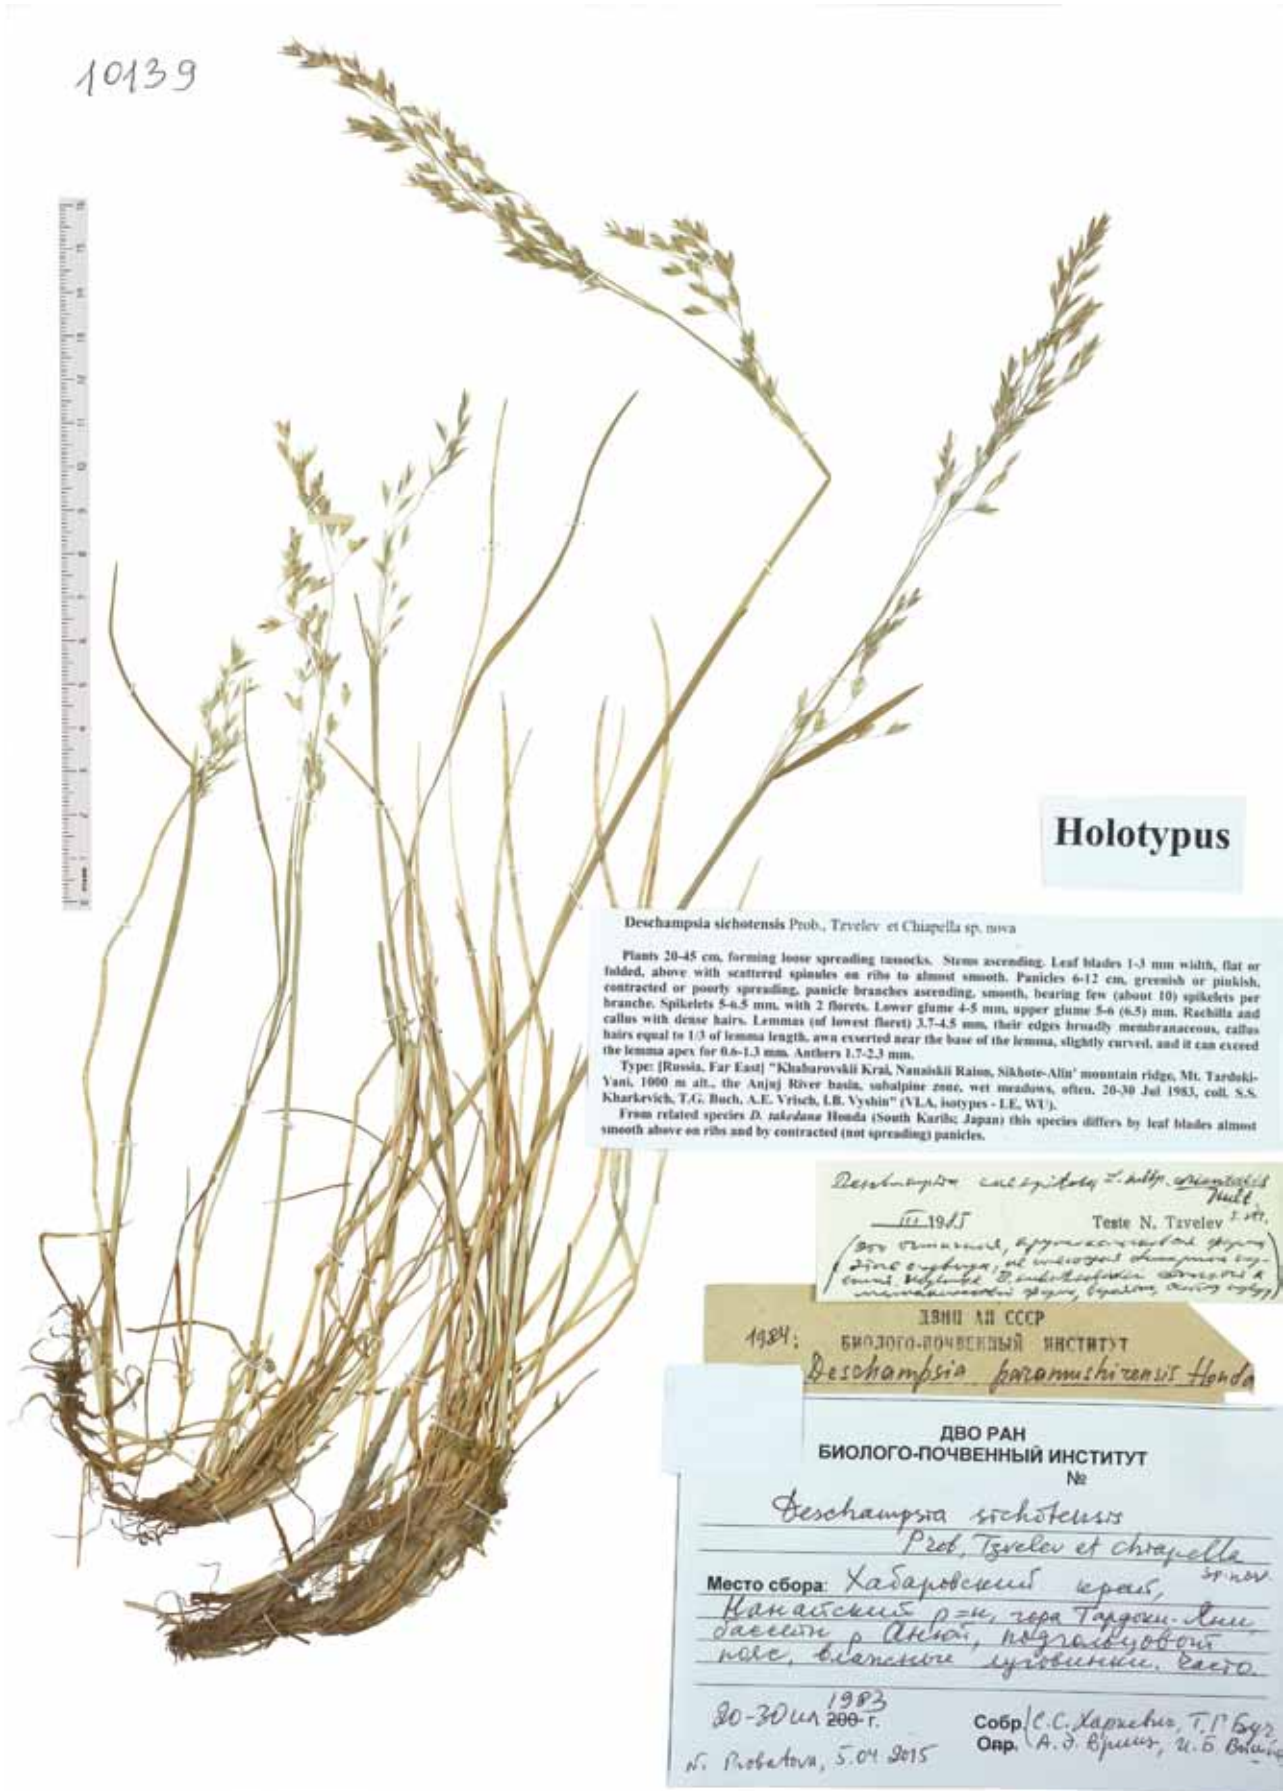 10139
Holotypus
Deschampsia sichotensis Prob., Tzvelev et Chiapella sp. nova
Plants 20-45 cm, forming loose spreading tussocks. Stems ascending. Leaf blades 1-3 mm width, flat or
folded, above with scattered spinules on ribs to almost smooth. Panicles 6-12 cm, greenish or pinkish,
contracted or poorly spreading, panicle branches ascending, smooth, bearing few (about 10) spikelets per
branche. Spikelets 5-6.5 mm, with 2 florets. Lower glume 4-5 mm, upper glume 5-6 (6.5) mm. Rachilla and
callus with dense hairs. Lemmas (of lowest floret) 3.7-4.5 mm, their edges broadly membranaceous, callus
hairs equal to 1/3 of lemma length, awn exserted near the base of the lemma, slightly curved, and it can exceed
the lemma apex for 0.6-1.3 mm. Anthers 1.7-2.3 mm.
Type: [Russia, Far East] "Khabarovskii Krai, Nanaiskii Raion, Sikhote-Alin' mountain ridge, Mt. Tardoki-
Yani, 1000 m alt., the Anjuj River basin, subalpine zone, wet meadows, often. 20-30 Jul 1983, coll. S.S.
Kharkevich, T.G. Buch, A.E. Vrisch, I.B. Vyshin" (VLA, isotypes - LE, WU).
From related species D. takedana Honda (South Kurils; Japan) this species differs by leaf blades almost
smooth above on ribs and by contracted (not spreading) panicles.
Deschampsia caespitosa L. subsp. orientalis
Hult.
III 1985 Teste N. Tzvelev
ДВНЦ АН СССР
1984: БИОЛОГО-ПОЧВЕННЫЙ ИНСТИТУТ
Deschampsia paramushirensis Honda
ДВО РАН
БИОЛОГО-ПОЧВЕННЫЙ ИНСТИТУТ
№
Deschampsia sichotensis
Prob., Tzvelev et Chiapella
sp. nov.
Место сбора: Хабаровский край,
Нанайский р-н, гора Тардоки-Яни,
бассейн р. Анюй, подгольцовый
пояс, влажные луговинки. Часто.
1983
20-30 200 г.
Собр. С.С. Харкевич, Т.Г. Буч,
Опр. А.Э. Врищ, И.Б. Вышин
N. Probatova, 5.04 2015